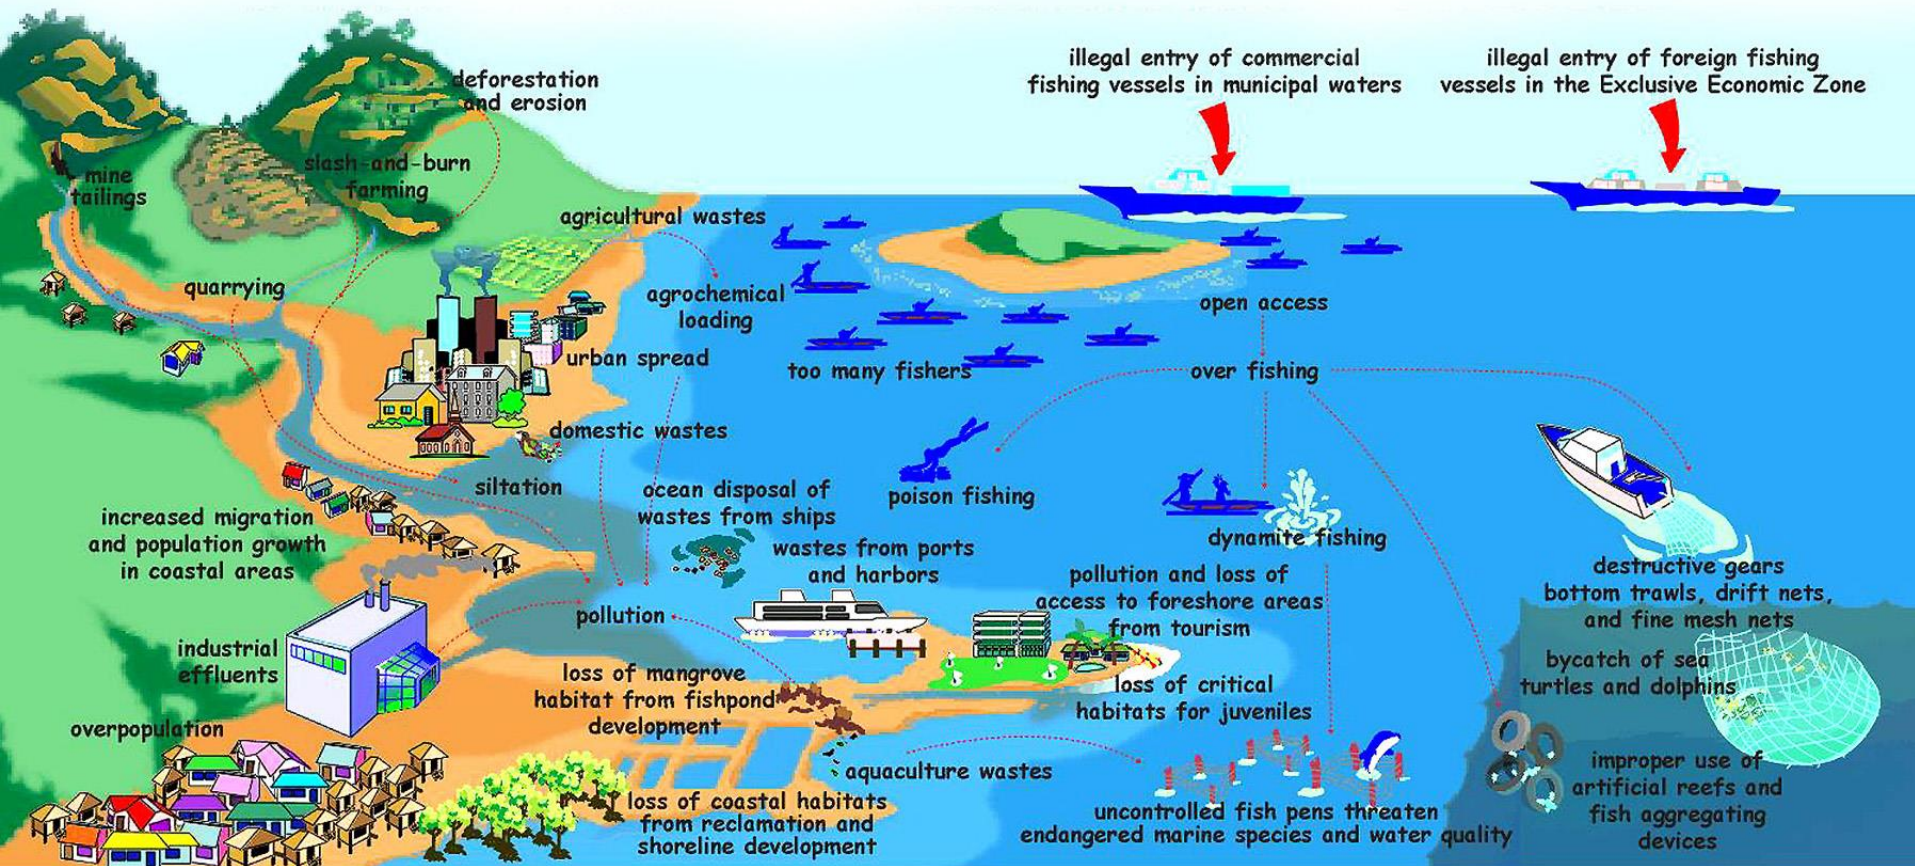 deforestation
and erosion
illegal entry of commercial
fishing vessels in municipal waters
illegal entry of foreign fishing
vessels in the Exclusive Economic Zone
mine
tailings
slash-and-burn
farming
agricultural wastes
quarrying
agrochemical
loading
open access
urban spread
too many fishers
over fishing
domestic wastes
siltation
ocean disposal of
wastes from ships
poison fishing
increased migration
and population growth
in coastal areas
wastes from ports
and harbors
dynamite fishing
destructive gears
bottom trawls, drift nets,
and fine mesh nets
pollution
pollution and loss of
access to foreshore areas
from tourism
industrial
effluents
loss of mangrove
habitat from fishpond
development
loss of critical
habitats for juveniles
bycatch of sea
turtles and dolphins
overpopulation
aquaculture wastes
improper use of
artificial reefs and
fish aggregating
devices
loss of coastal habitats
from reclamation and
shoreline development
uncontrolled fish pens threaten
endangered marine species and water quality